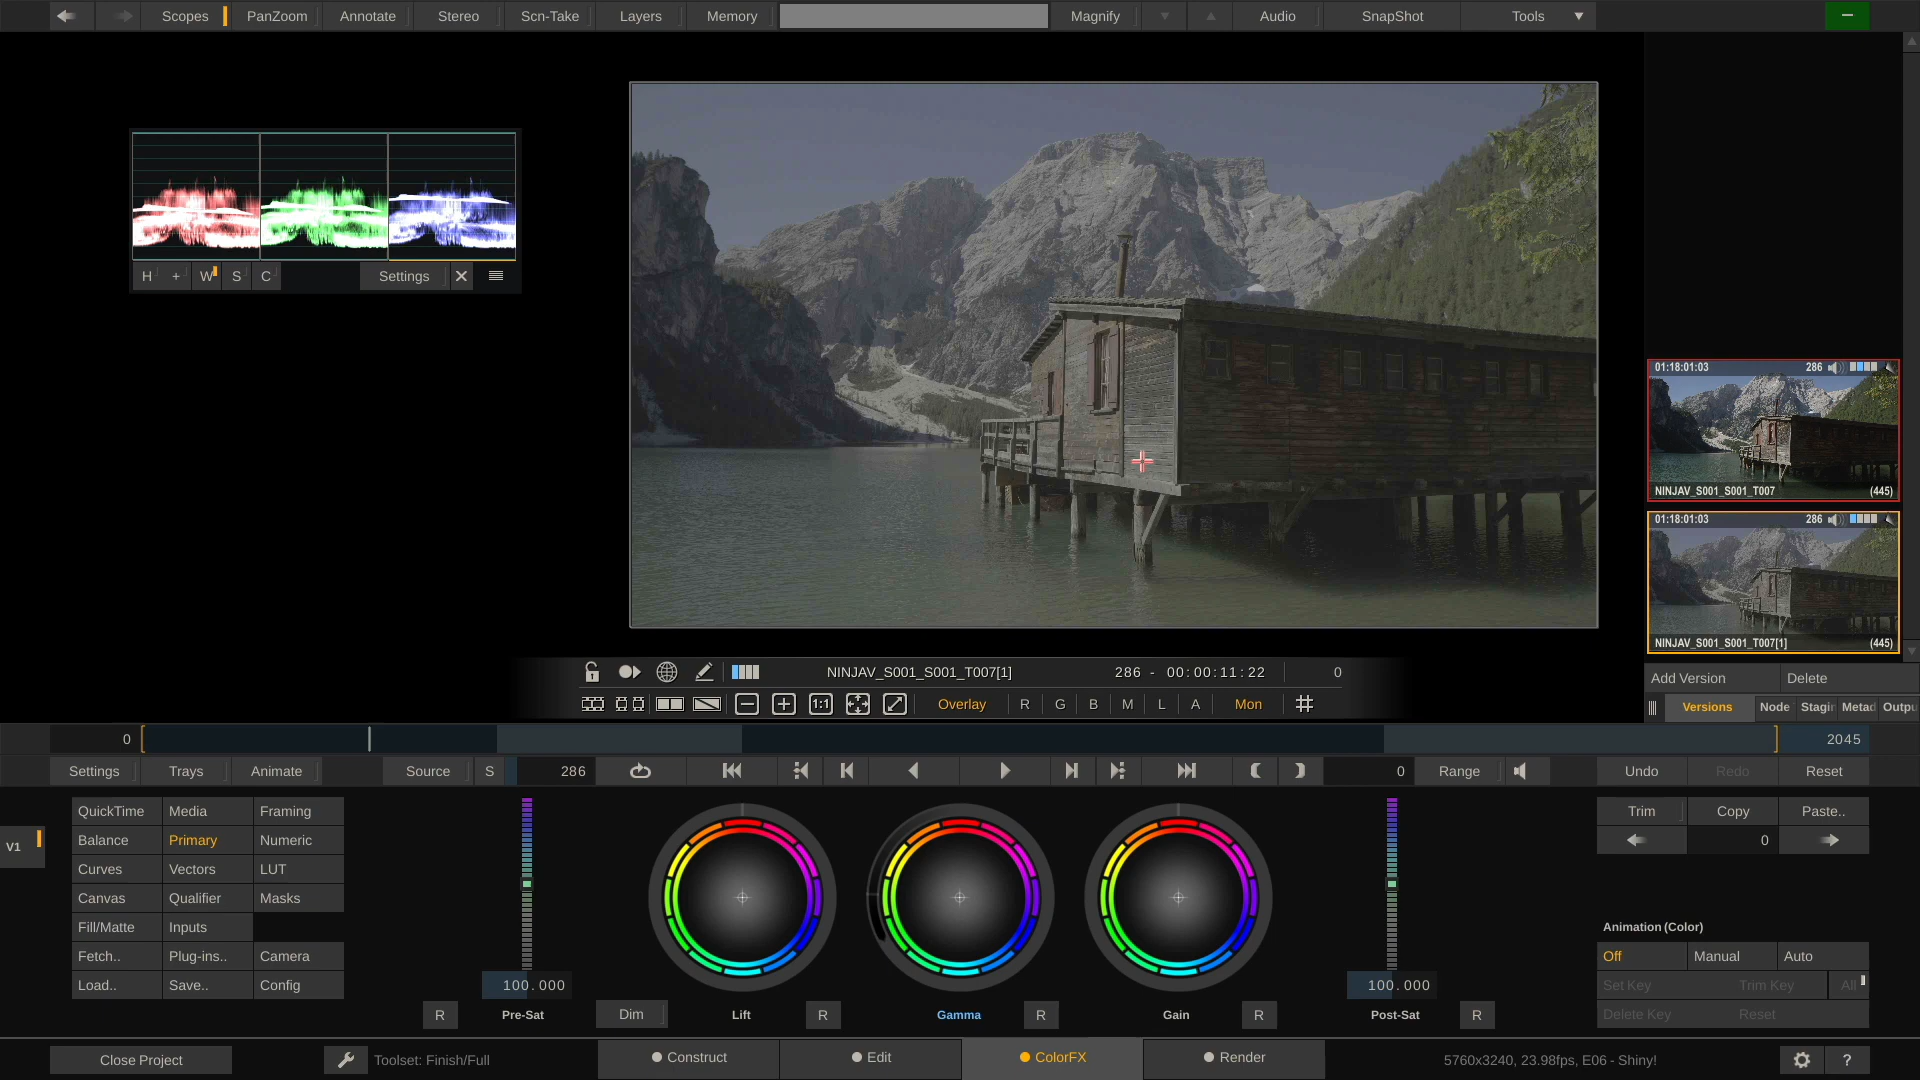 Scopes PanZoom Annotate Stereo Scn-Take Layers Memory Magnify Audio SnapShot Tools
H + W S C Settings
01:18:01:03 286
NINJAV_S001_S001_T007 (445)
01:18:01:03 286
NINJAV_S001_S001_T007[1] (445)
Add Version Delete
NINJAV_S001_S001_T007[1] 286 - 00:00:11:22 0
1:1 Overlay R G B M L A Mon
Versions Node Stagi Metad Outpu
0 2045
Settings Trays Animate Source S 286 0 Range Undo Redo Reset
QuickTime Media Framing
Balance Primary Numeric
Curves Vectors LUT
Canvas Qualifier Masks
Fill/Matte Inputs
Fetch.. Plug-ins.. Camera
Load.. Save.. Config
V1
100.000
R Pre-Sat Dim Lift R Gamma R Gain R
100.000
Post-Sat R
Trim Copy Paste..
0
Animation (Color)
Off Manual Auto
Set Key Trim Key All
Delete Key Reset
Close Project Toolset: Finish/Full Construct Edit ColorFX Render 5760x3240, 23.98fps, E06 - Shiny! ?